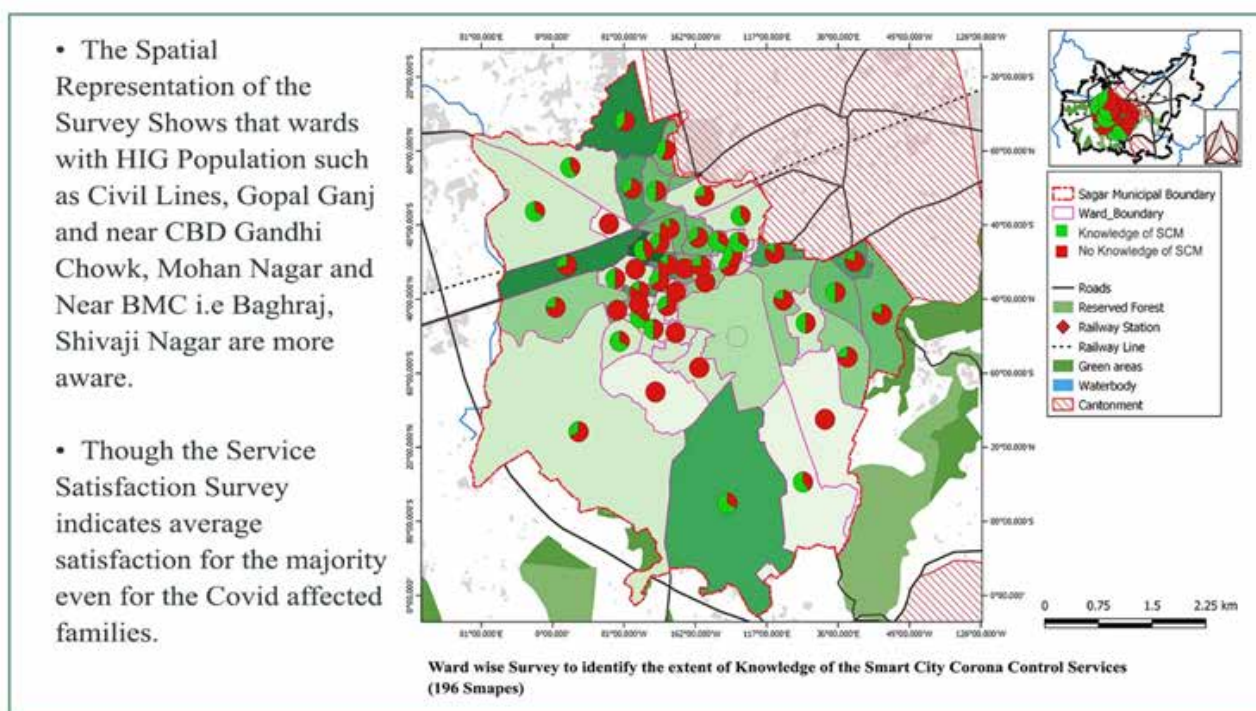 • The Spatial
Representation of the
Survey Shows that wards
with HIG Population such
as Civil Lines, Gopal Ganj
and near CBD Gandhi
Chowk, Mohan Nagar and
Near BMC i.e Baghraj,
Shivaji Nagar are more
aware.
• Though the Service
Satisfaction Survey
indicates average
satisfaction for the majority
even for the Covid affected
families.
Sagar Municipal Boundary
Ward_Boundary
Knowledge of SCM
No Knowledge of SCM
Roads
Reserved Forest
Railway Station
Railway Line
Green areas
Waterbody
Cantonment
0 0.75 1.5 2.25 km
Ward wise Survey to identify the extent of Knowledge of the Smart City Corona Control Services
(196 Smapes)